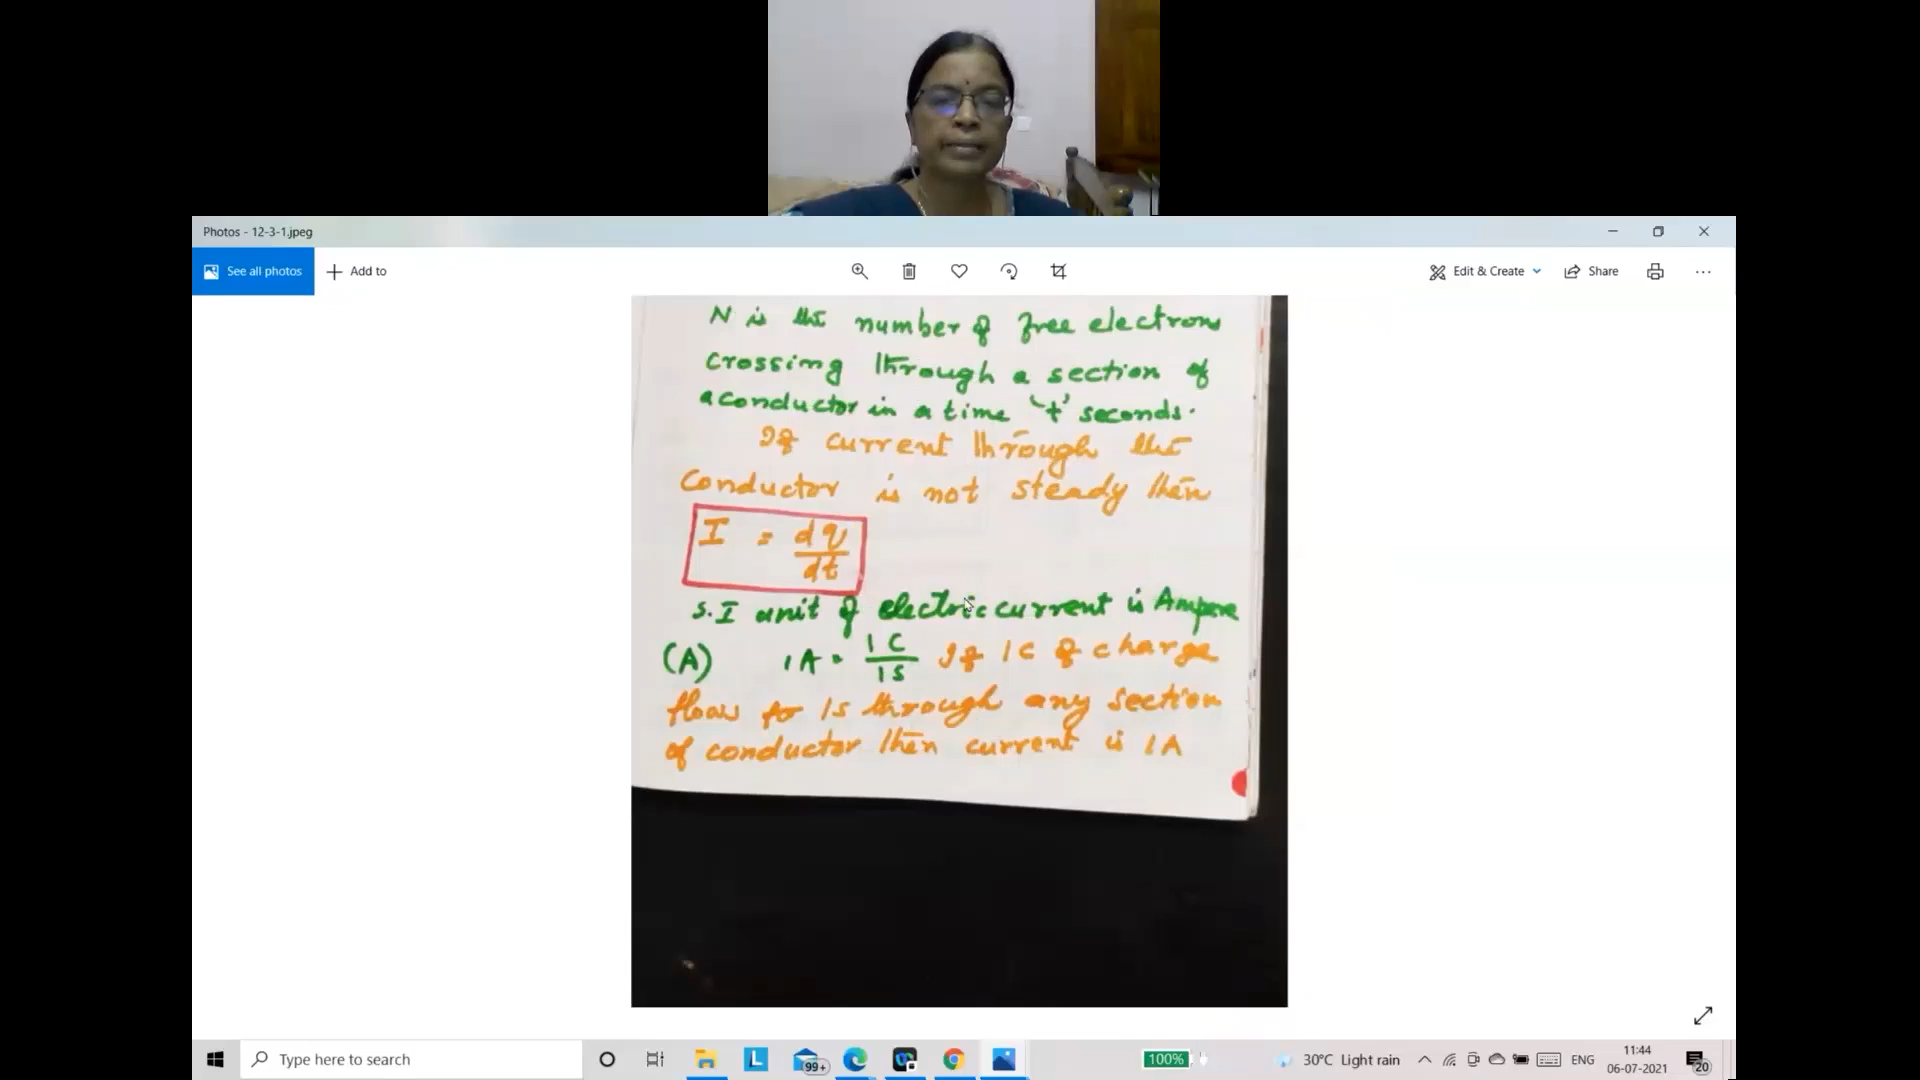 Photos - 12-3-1.jpeg
See all photos
Add to
Edit & Create
Share
N is the number of free electrons
crossing through a section of
a conductor in a time 't' seconds.
If current through the
conductor is not steady then
I = dq/dt
S.I unit of electric current is Ampere
(A) 1A = 1C/1S If 1C of charge
flows for 1s through any section
of conductor then current is 1A
Type here to search
L
99+
100%
30°C Light rain
ENG
11:44
06-07-2021
20